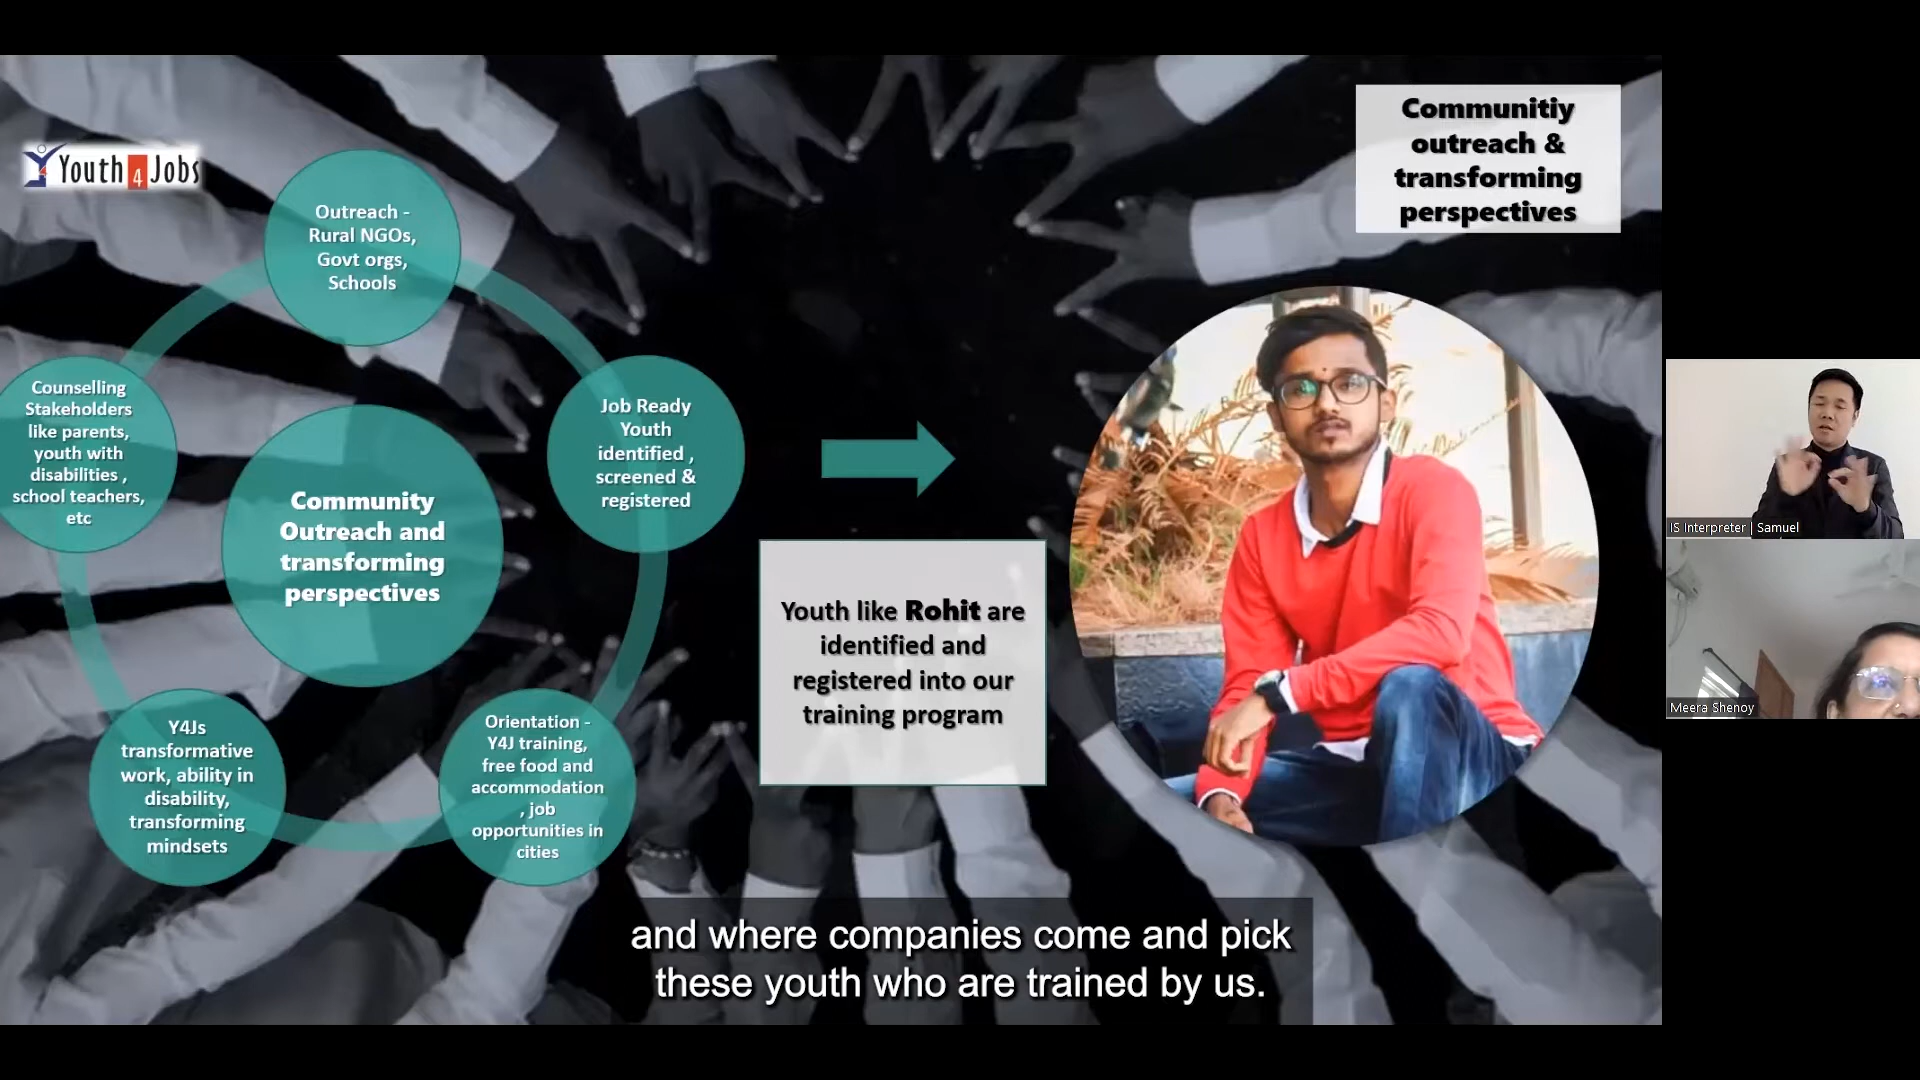 Youth4Jobs
Communitiy
outreach &
transforming
perspectives
Outreach -
Rural NGOs,
Govt orgs,
Schools
Counselling
Stakeholders
like parents,
youth with
disabilities ,
school teachers,
etc
Job Ready
Youth
identified ,
screened &
registered
Community
Outreach and
transforming
perspectives
Y4Js
transformative
work, ability in
disability,
transforming
mindsets
Orientation -
Y4J training,
free food and
accommodation
, job
opportunities in
cities
Youth like Rohit are
identified and
registered into our
training program
and where companies come and pick
these youth who are trained by us.
IS Interpreter | Samuel
Meera Shenoy